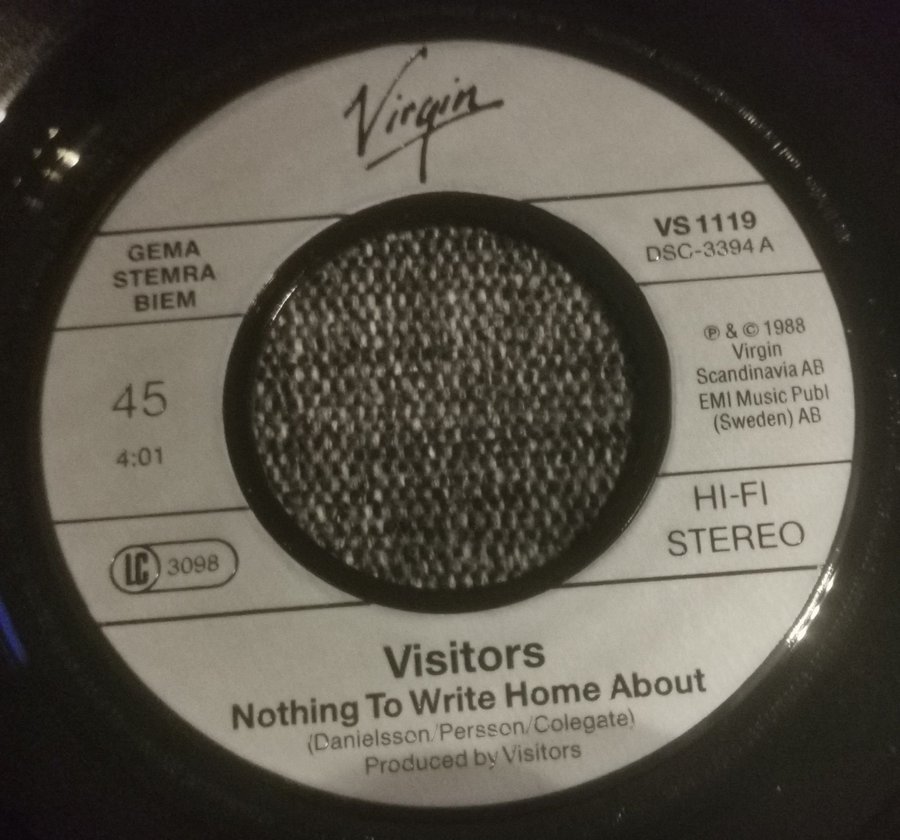 Virgin
GEMA
STEMRA
BIEM
VS 1119
DSC-3394 A
45
4:01
℗ & © 1988
Virgin
Scandinavia AB
EMI Music Publ
(Sweden) AB
LC 3098
HI-FI
STEREO
Visitors
Nothing To Write Home About
(Danielsson/Persson/Colegate)
Produced by Visitors